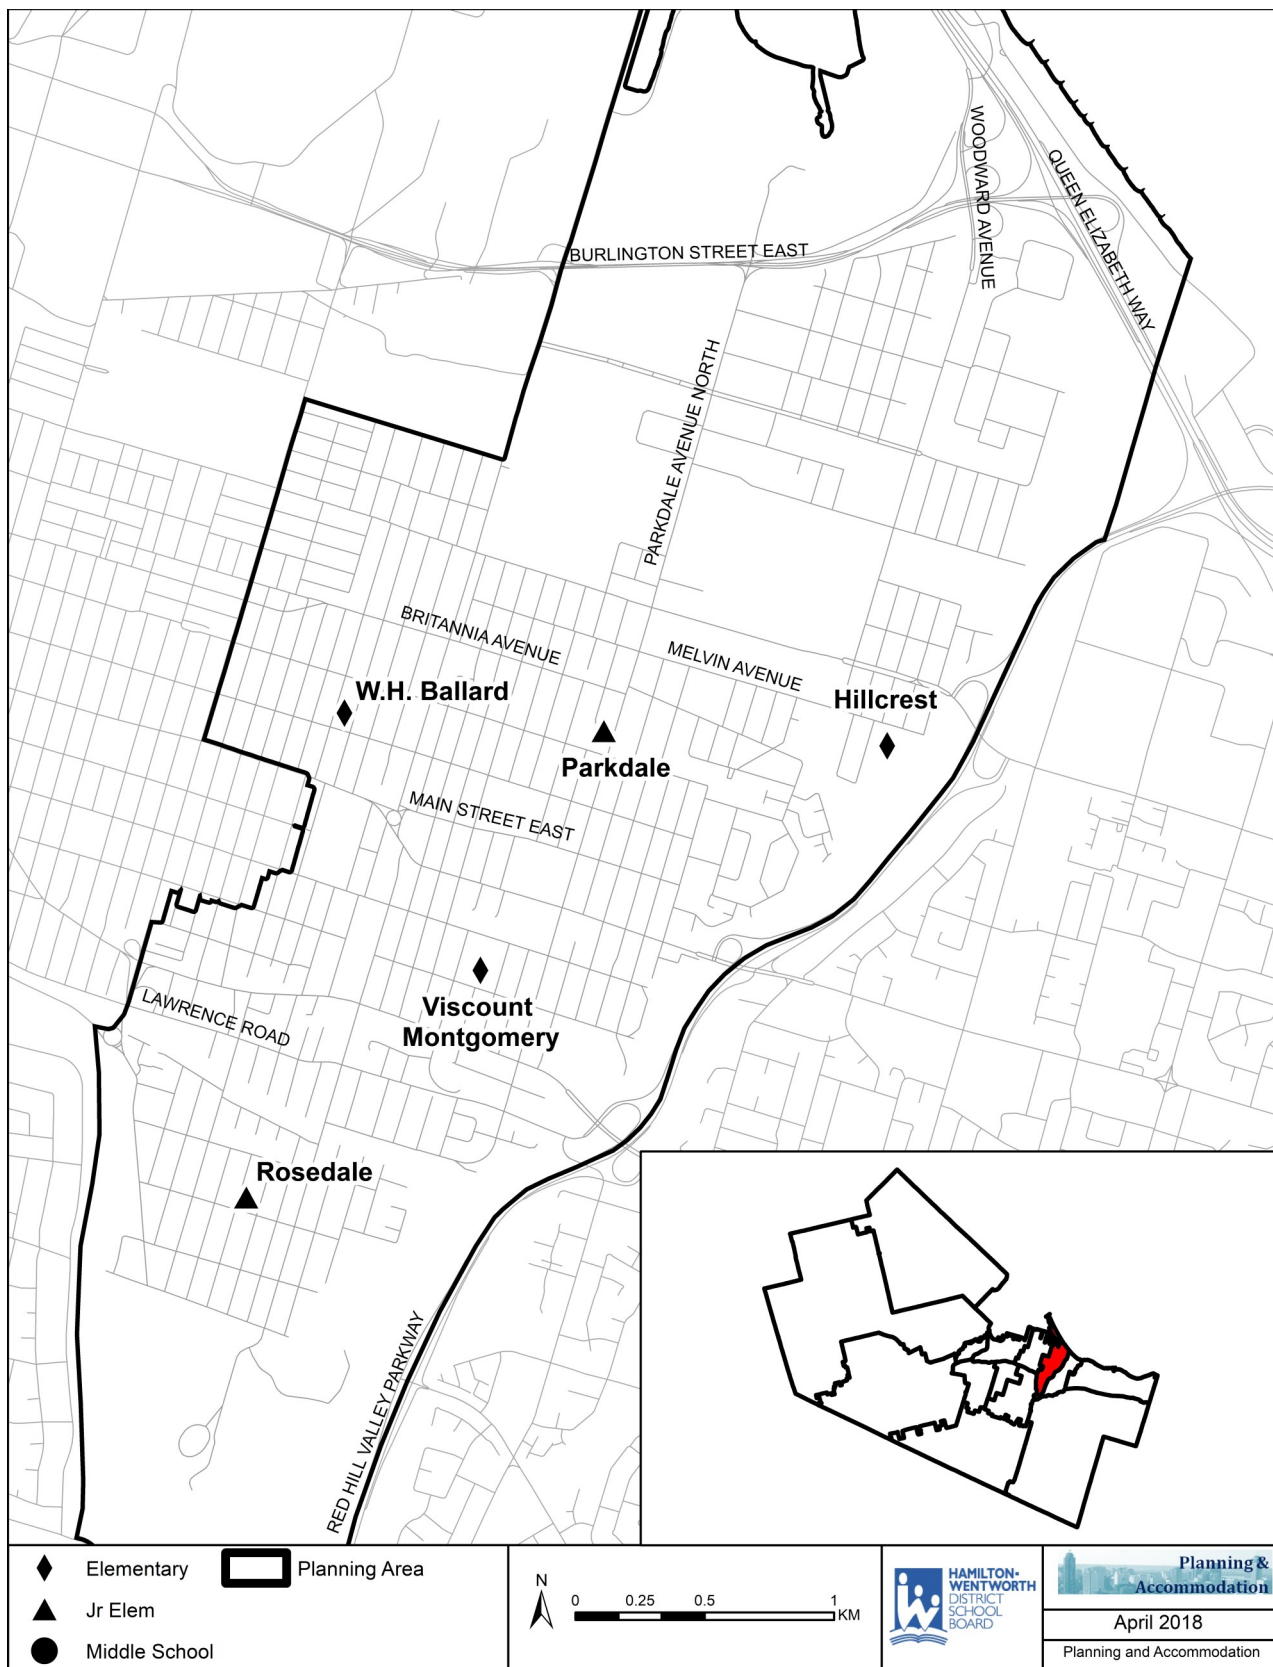 WOODWARD AVENUE
QUEEN ELIZABETH WAY
BURLINGTON STREET EAST
PARKDALE AVENUE NORTH
BRITANNIA AVENUE
MELVIN AVENUE
W.H. Ballard
Hillcrest
Parkdale
MAIN STREET EAST
Viscount
Montgomery
LAWRENCE ROAD
Rosedale
RED HILL VALLEY PARKWAY
Elementary
Planning Area
Jr Elem
Middle School
N
0 0.25 0.5 1
KM
HAMILTON-
WENTWORTH
DISTRICT
SCHOOL
BOARD
Planning &
Accommodation
April 2018
Planning and Accommodation